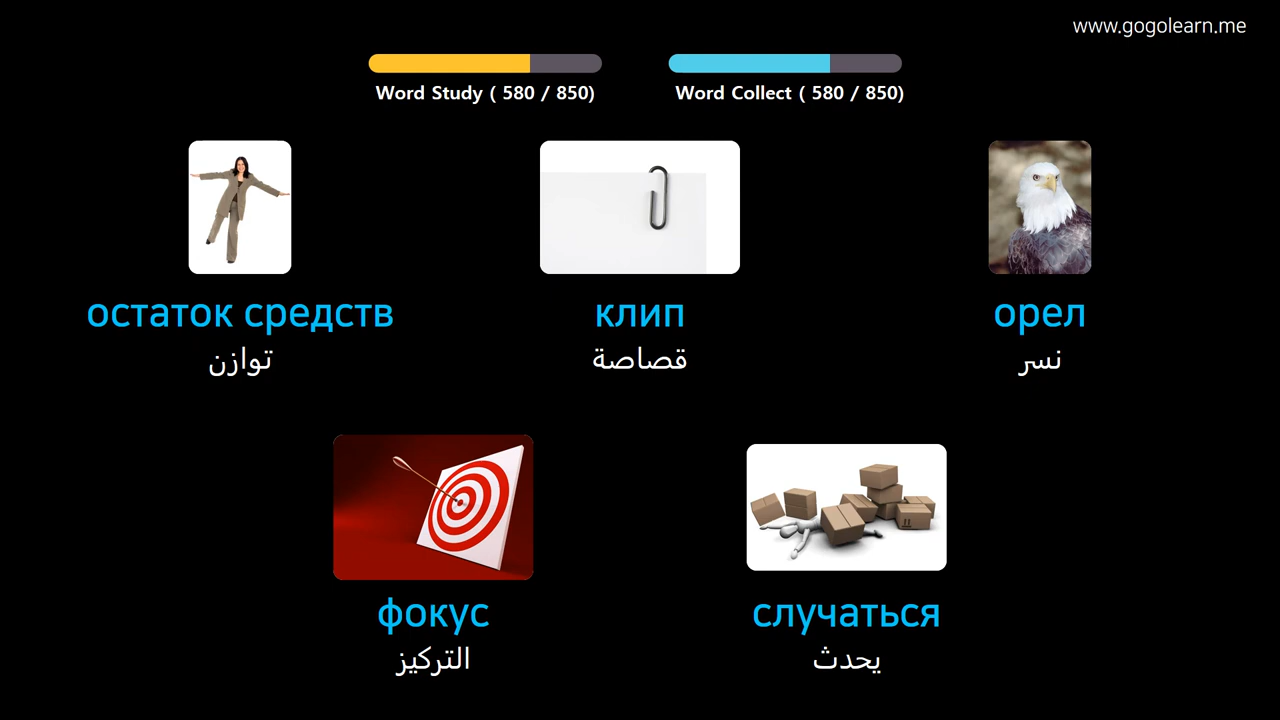 www.gogolearn.me
Word Study ( 580 / 850)
Word Collect ( 580 / 850)
остаток средств
توازن
клип
قصاصة
орел
نسر
фокус
التركيز
случаться
يحدث